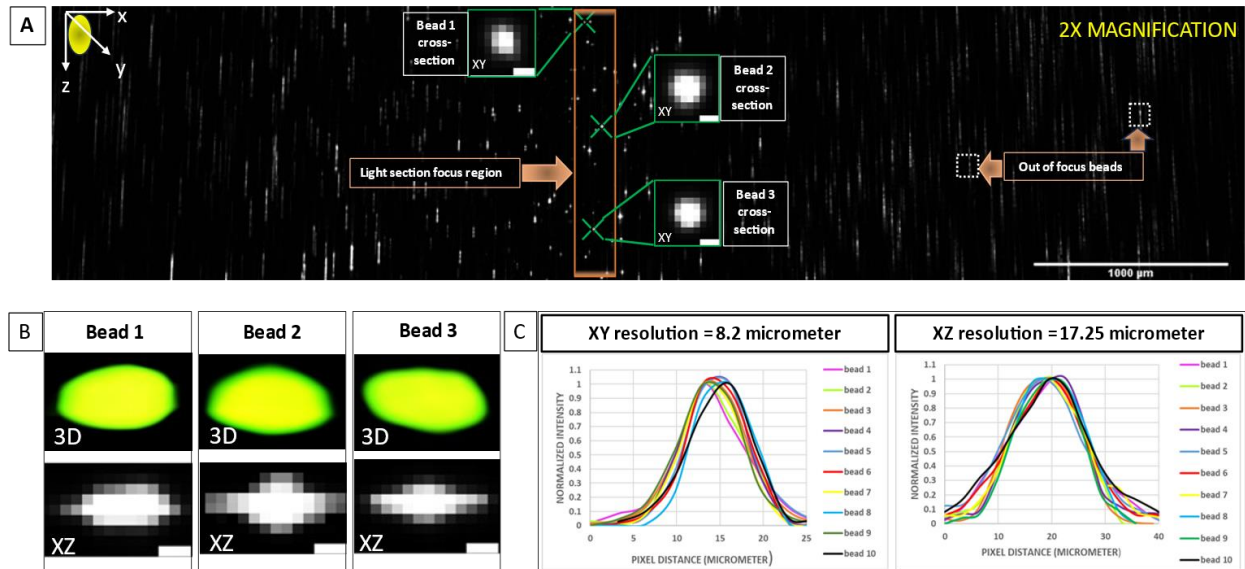 A
x
y
z
2X MAGNIFICATION
Bead 1
cross-
section
XY
Bead 2
cross-
section
XY
Light section focus region
Out of focus beads
Bead 3
cross-
section
XY
1000 µm
B
Bead 1
Bead 2
Bead 3
3D
3D
3D
XZ
XZ
XZ
C
XY resolution = 8.2 micrometer
NORMALIZED INTENSITY
1.1
1
0.9
0.8
0.7
0.6
0.5
0.4
0.3
0.2
0.1
0
0 5 10 15 20 25
PIXEL DISTANCE (MICROMETER)
bead 1
bead 2
bead 3
bead 4
bead 5
bead 6
bead 7
bead 8
bead 9
bead 10
XZ resolution = 17.25 micrometer
NORMALIZED INTENSITY
1.1
1
0.9
0.8
0.7
0.6
0.5
0.4
0.3
0.2
0.1
0
0 10 20 30 40
PIXEL DISTANCE (MICROMETER)
bead 1
bead 2
bead 3
bead 4
bead 5
bead 6
bead 7
bead 8
bead 9
bead 10